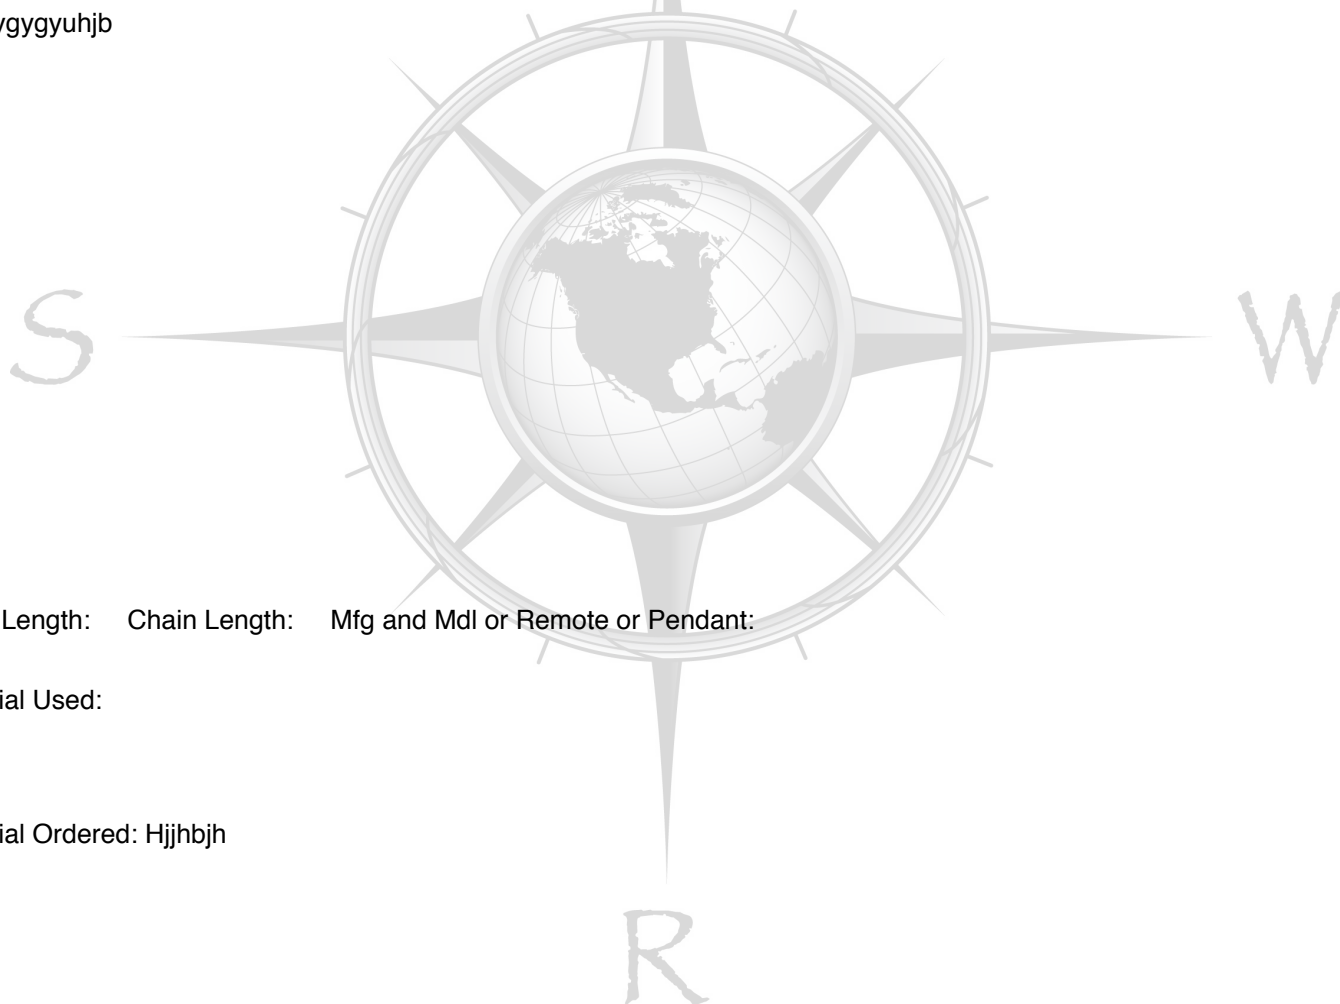 ygygyuhjb
S
W
Length: Chain Length: Mfg and Mdl or Remote or Pendant:
ial Used:
ial Ordered: Hjjhbjh
R